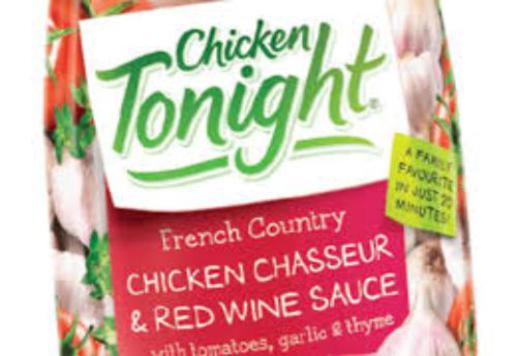 Chicken
Tonight®
A FAMILY
FAVOURITE
IN JUST 20
MINUTES!
French Country
CHICKEN CHASSEUR
& RED WINE SAUCE
with tomatoes, garlic & thyme